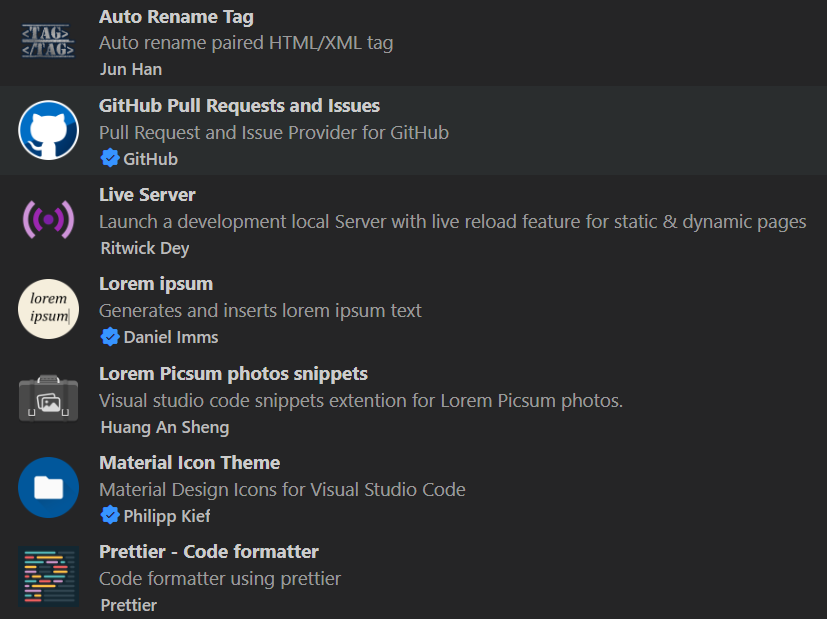 <TAG>
</TAG>
Auto Rename Tag
Auto rename paired HTML/XML tag
Jun Han
GitHub Pull Requests and Issues
Pull Request and Issue Provider for GitHub
GitHub
Live Server
Launch a development local Server with live reload feature for static & dynamic pages
Ritwick Dey
lorem
ipsum
Lorem ipsum
Generates and inserts lorem ipsum text
Daniel Imms
Lorem Picsum photos snippets
Visual studio code snippets extention for Lorem Picsum photos.
Huang An Sheng
Material Icon Theme
Material Design Icons for Visual Studio Code
Philipp Kief
Prettier - Code formatter
Code formatter using prettier
Prettier